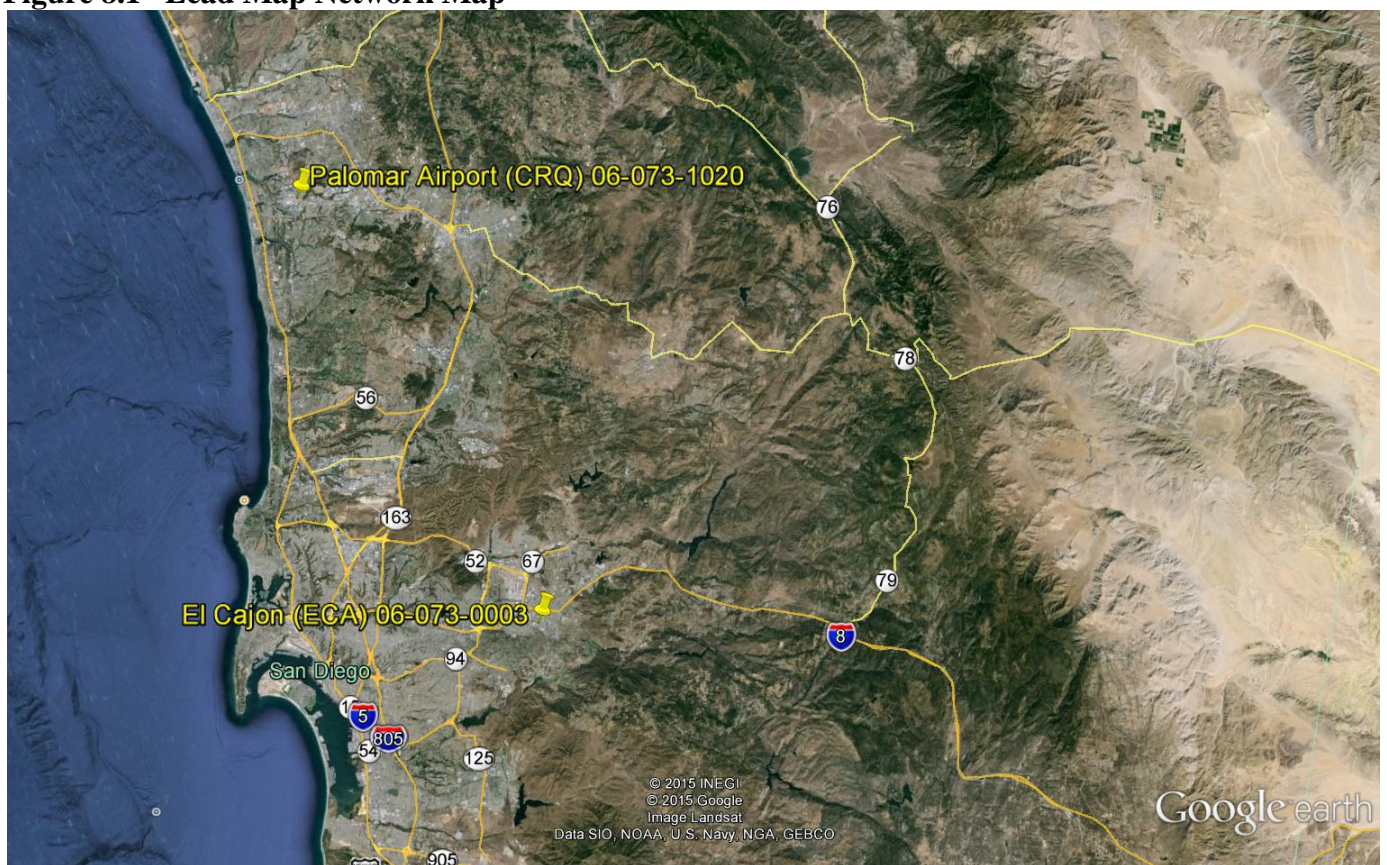 Figure 8.1 Lead Map Network Map
Palomar Airport (CRQ) 06-073-1020
76
78
56
163
52
67
79
El Cajon (ECA) 06-073-0003
8
94
San Diego
5
805
54
125
905
© 2015 INEGI
© 2015 Google
Image Landsat
Data SIO, NOAA, U.S. Navy, NGA, GEBCO
Google earth